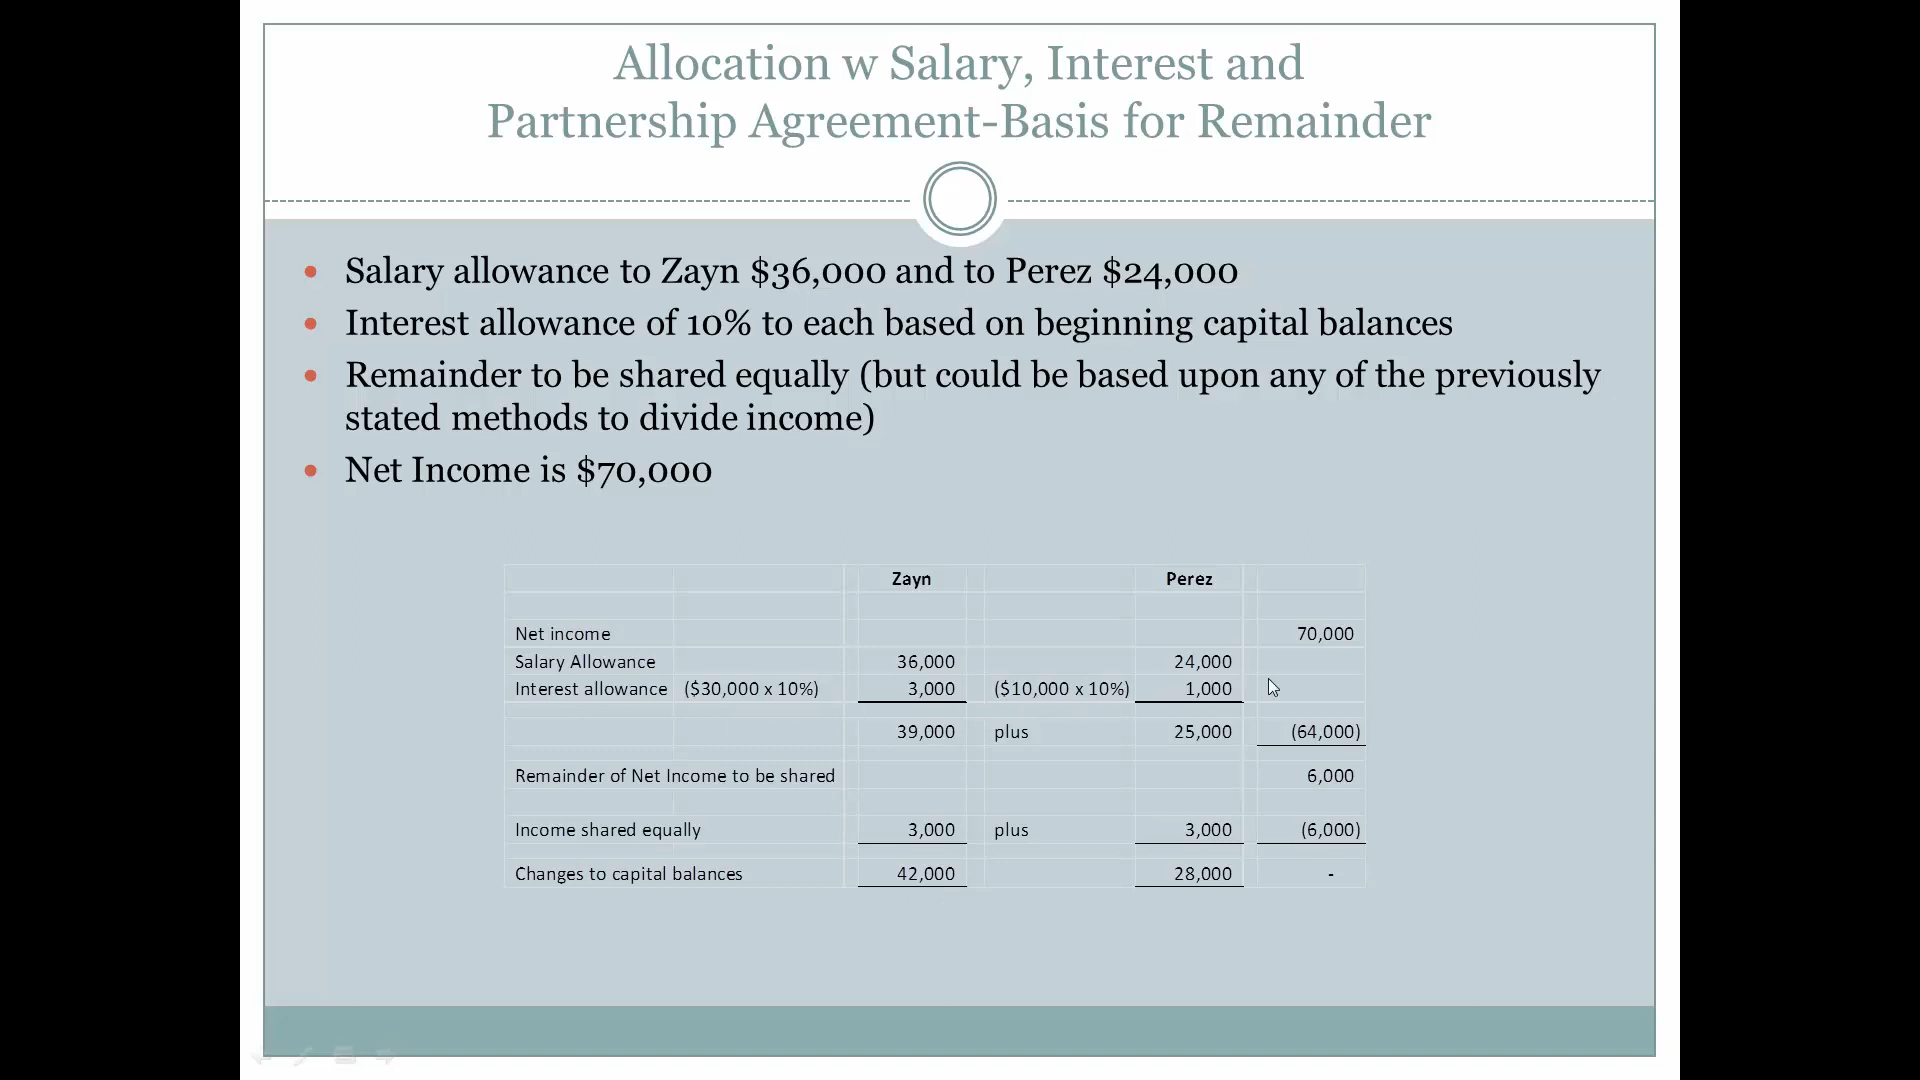 Allocation w Salary, Interest and
Partnership Agreement-Basis for Remainder
• Salary allowance to Zayn $36,000 and to Perez $24,000
• Interest allowance of 10% to each based on beginning capital balances
• Remainder to be shared equally (but could be based upon any of the previously
stated methods to divide income)
• Net Income is $70,000
Zayn Perez
Net income 70,000
Salary Allowance 36,000 24,000
Interest allowance ($30,000 x 10%) 3,000 ($10,000 x 10%) 1,000
39,000 plus 25,000 (64,000)
Remainder of Net Income to be shared 6,000
Income shared equally 3,000 plus 3,000 (6,000)
Changes to capital balances 42,000 28,000 -